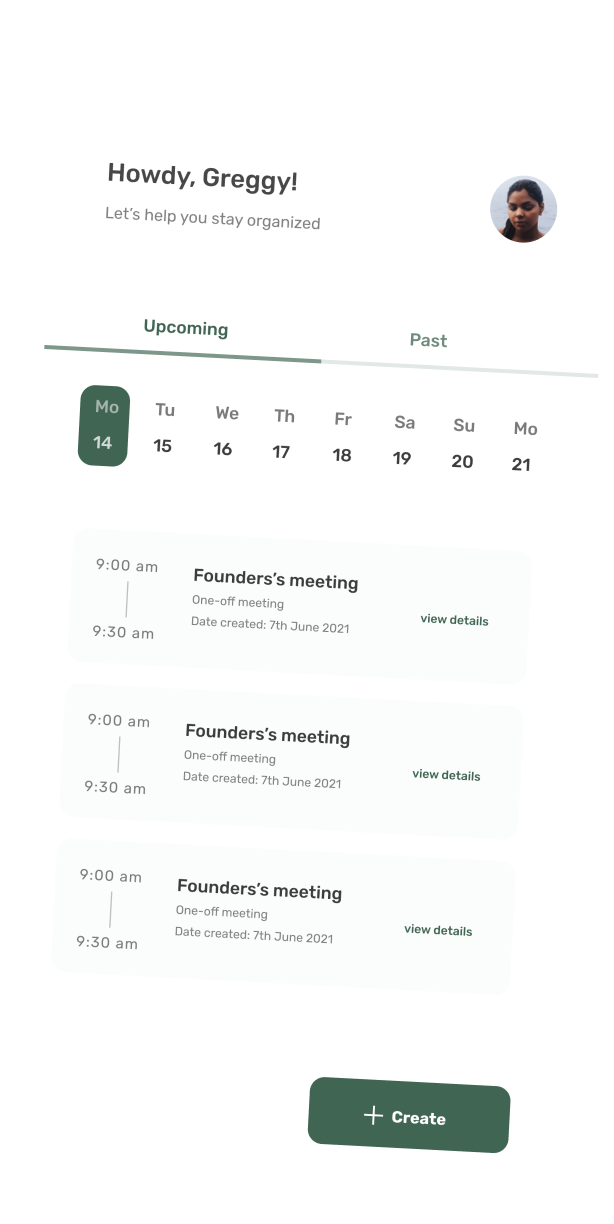 Howdy, Greggy!
Let’s help you stay organized
Upcoming Past
Mo Tu We Th Fr Sa Su Mo
14 15 16 17 18 19 20 21
9:00 am
Founders’s meeting
One-off meeting
Date created: 7th June 2021
view details
9:30 am
9:00 am
Founders’s meeting
One-off meeting
Date created: 7th June 2021
view details
9:30 am
9:00 am
Founders’s meeting
One-off meeting
Date created: 7th June 2021
view details
9:30 am
Create